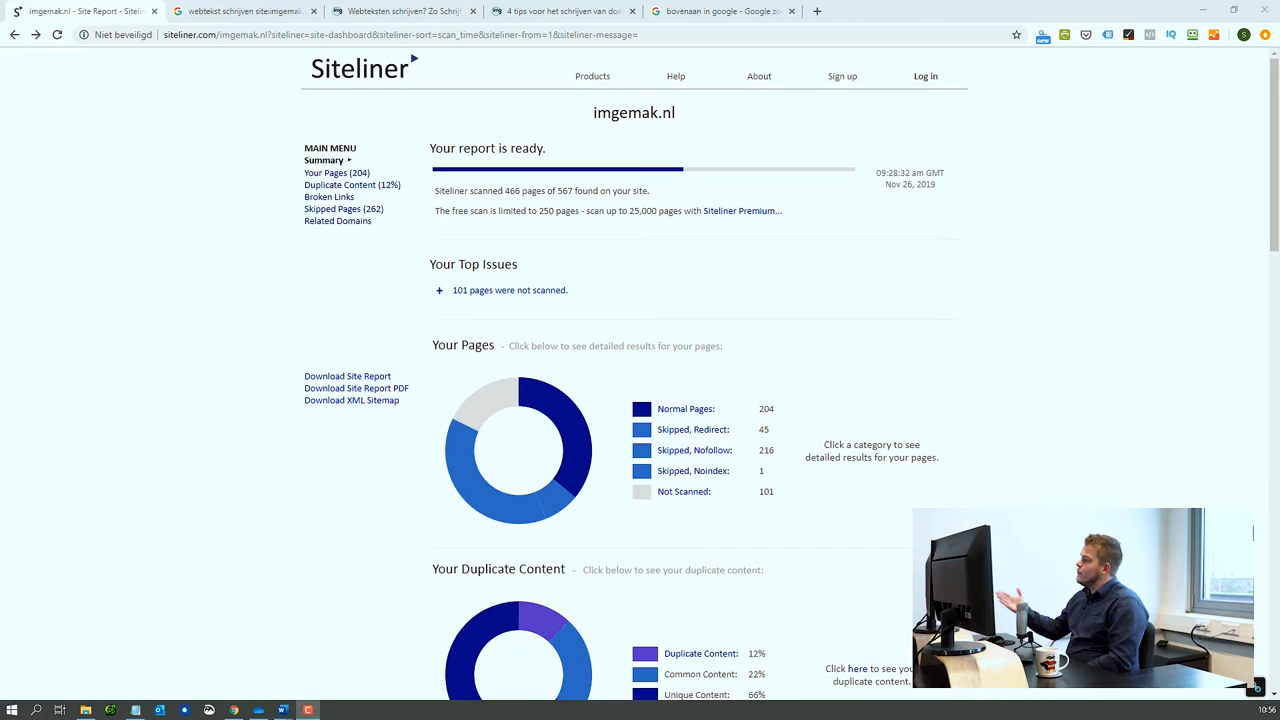 imgemak.nl - Site Report - Sitelin
webtekst schrijven site:imgemak.
Webteksten schrijven? Zo Schrijf
4 tips voor het schrijven van doe
bovenaan in google - Google zo
Niet beveiligd
siteliner.com/imgemak.nl?siteliner=site-dashboard&siteliner-sort=scan_time&siteliner-from=1&siteliner-message=
new
IQ
S
Siteliner
Products
Help
About
Sign up
Log in
imgemak.nl
MAIN MENU
Summary
Your Pages (204)
Duplicate Content (12%)
Broken Links
Skipped Pages (262)
Related Domains
Download Site Report
Download Site Report PDF
Download XML Sitemap
Your report is ready.
09:28:32 am GMT
Nov 26, 2019
Siteliner scanned 466 pages of 567 found on your site.
The free scan is limited to 250 pages - scan up to 25,000 pages with Siteliner Premium...
Your Top Issues
+ 101 pages were not scanned.
Your Pages - Click below to see detailed results for your pages:
Normal Pages: 204
Skipped, Redirect: 45
Skipped, Nofollow: 216
Skipped, Noindex: 1
Not Scanned: 101
Click a category to see
detailed results for your pages.
Your Duplicate Content - Click below to see your duplicate content:
Duplicate Content: 12%
Common Content: 22%
Unique Content: 66%
Click here to see you
duplicate content.
10:56